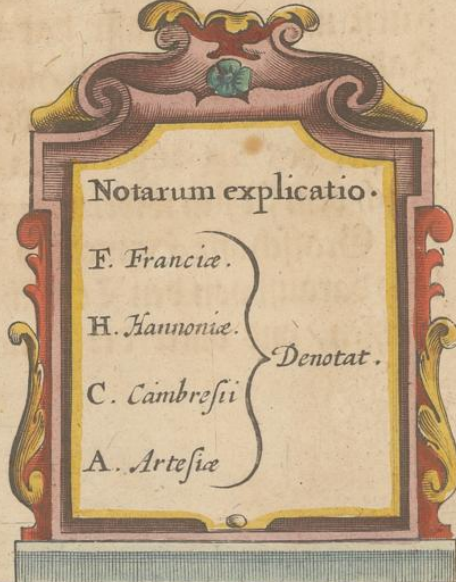 Notarum explicatio.
F. Franciæ.
H. Hannoniæ.
C. Cambreſii
A. Arteſiæ
Denotat.